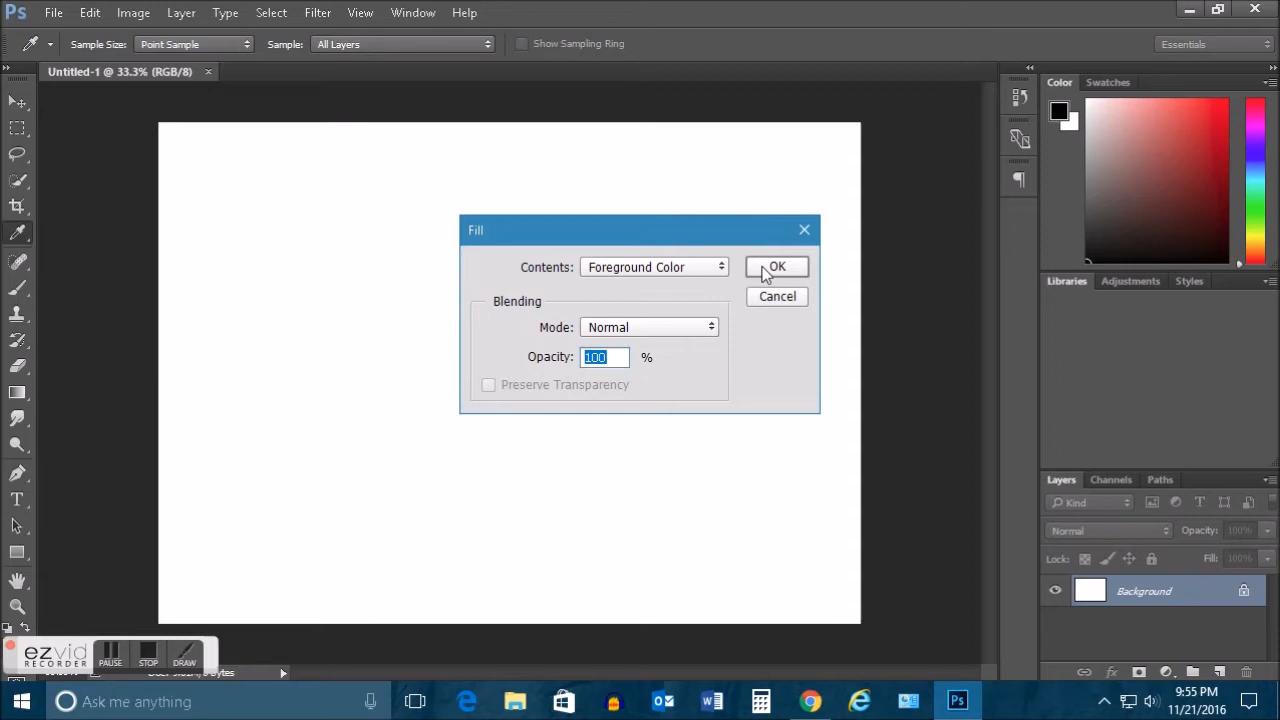 Ps File Edit Image Layer Type Select Filter View Window Help
Sample Size: Point Sample Sample: All Layers Show Sampling Ring Essentials
Untitled-1 @ 33.3% (RGB/8) ×
Color Swatches
Fill
Contents: Foreground Color OK
Cancel
Blending
Mode: Normal
Opacity: 100 %
Preserve Transparency
Libraries Adjustments Styles
Layers Channels Paths
Kind
Normal Opacity: 100%
Lock: Fill: 100%
Background
ezvid
RECORDER
PAUSE STOP DRAW
Ask me anything
9:55 PM
11/21/2016